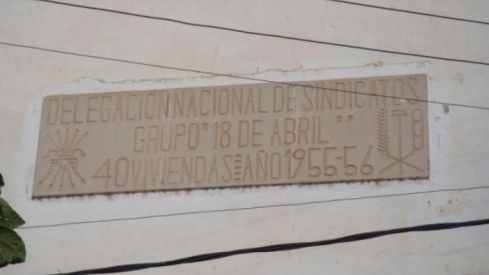 DELEGACION NACIONAL DE SINDICATOS
GRUPO "18 DE ABRIL"
40 VIVIENDAS AÑO 1955-56